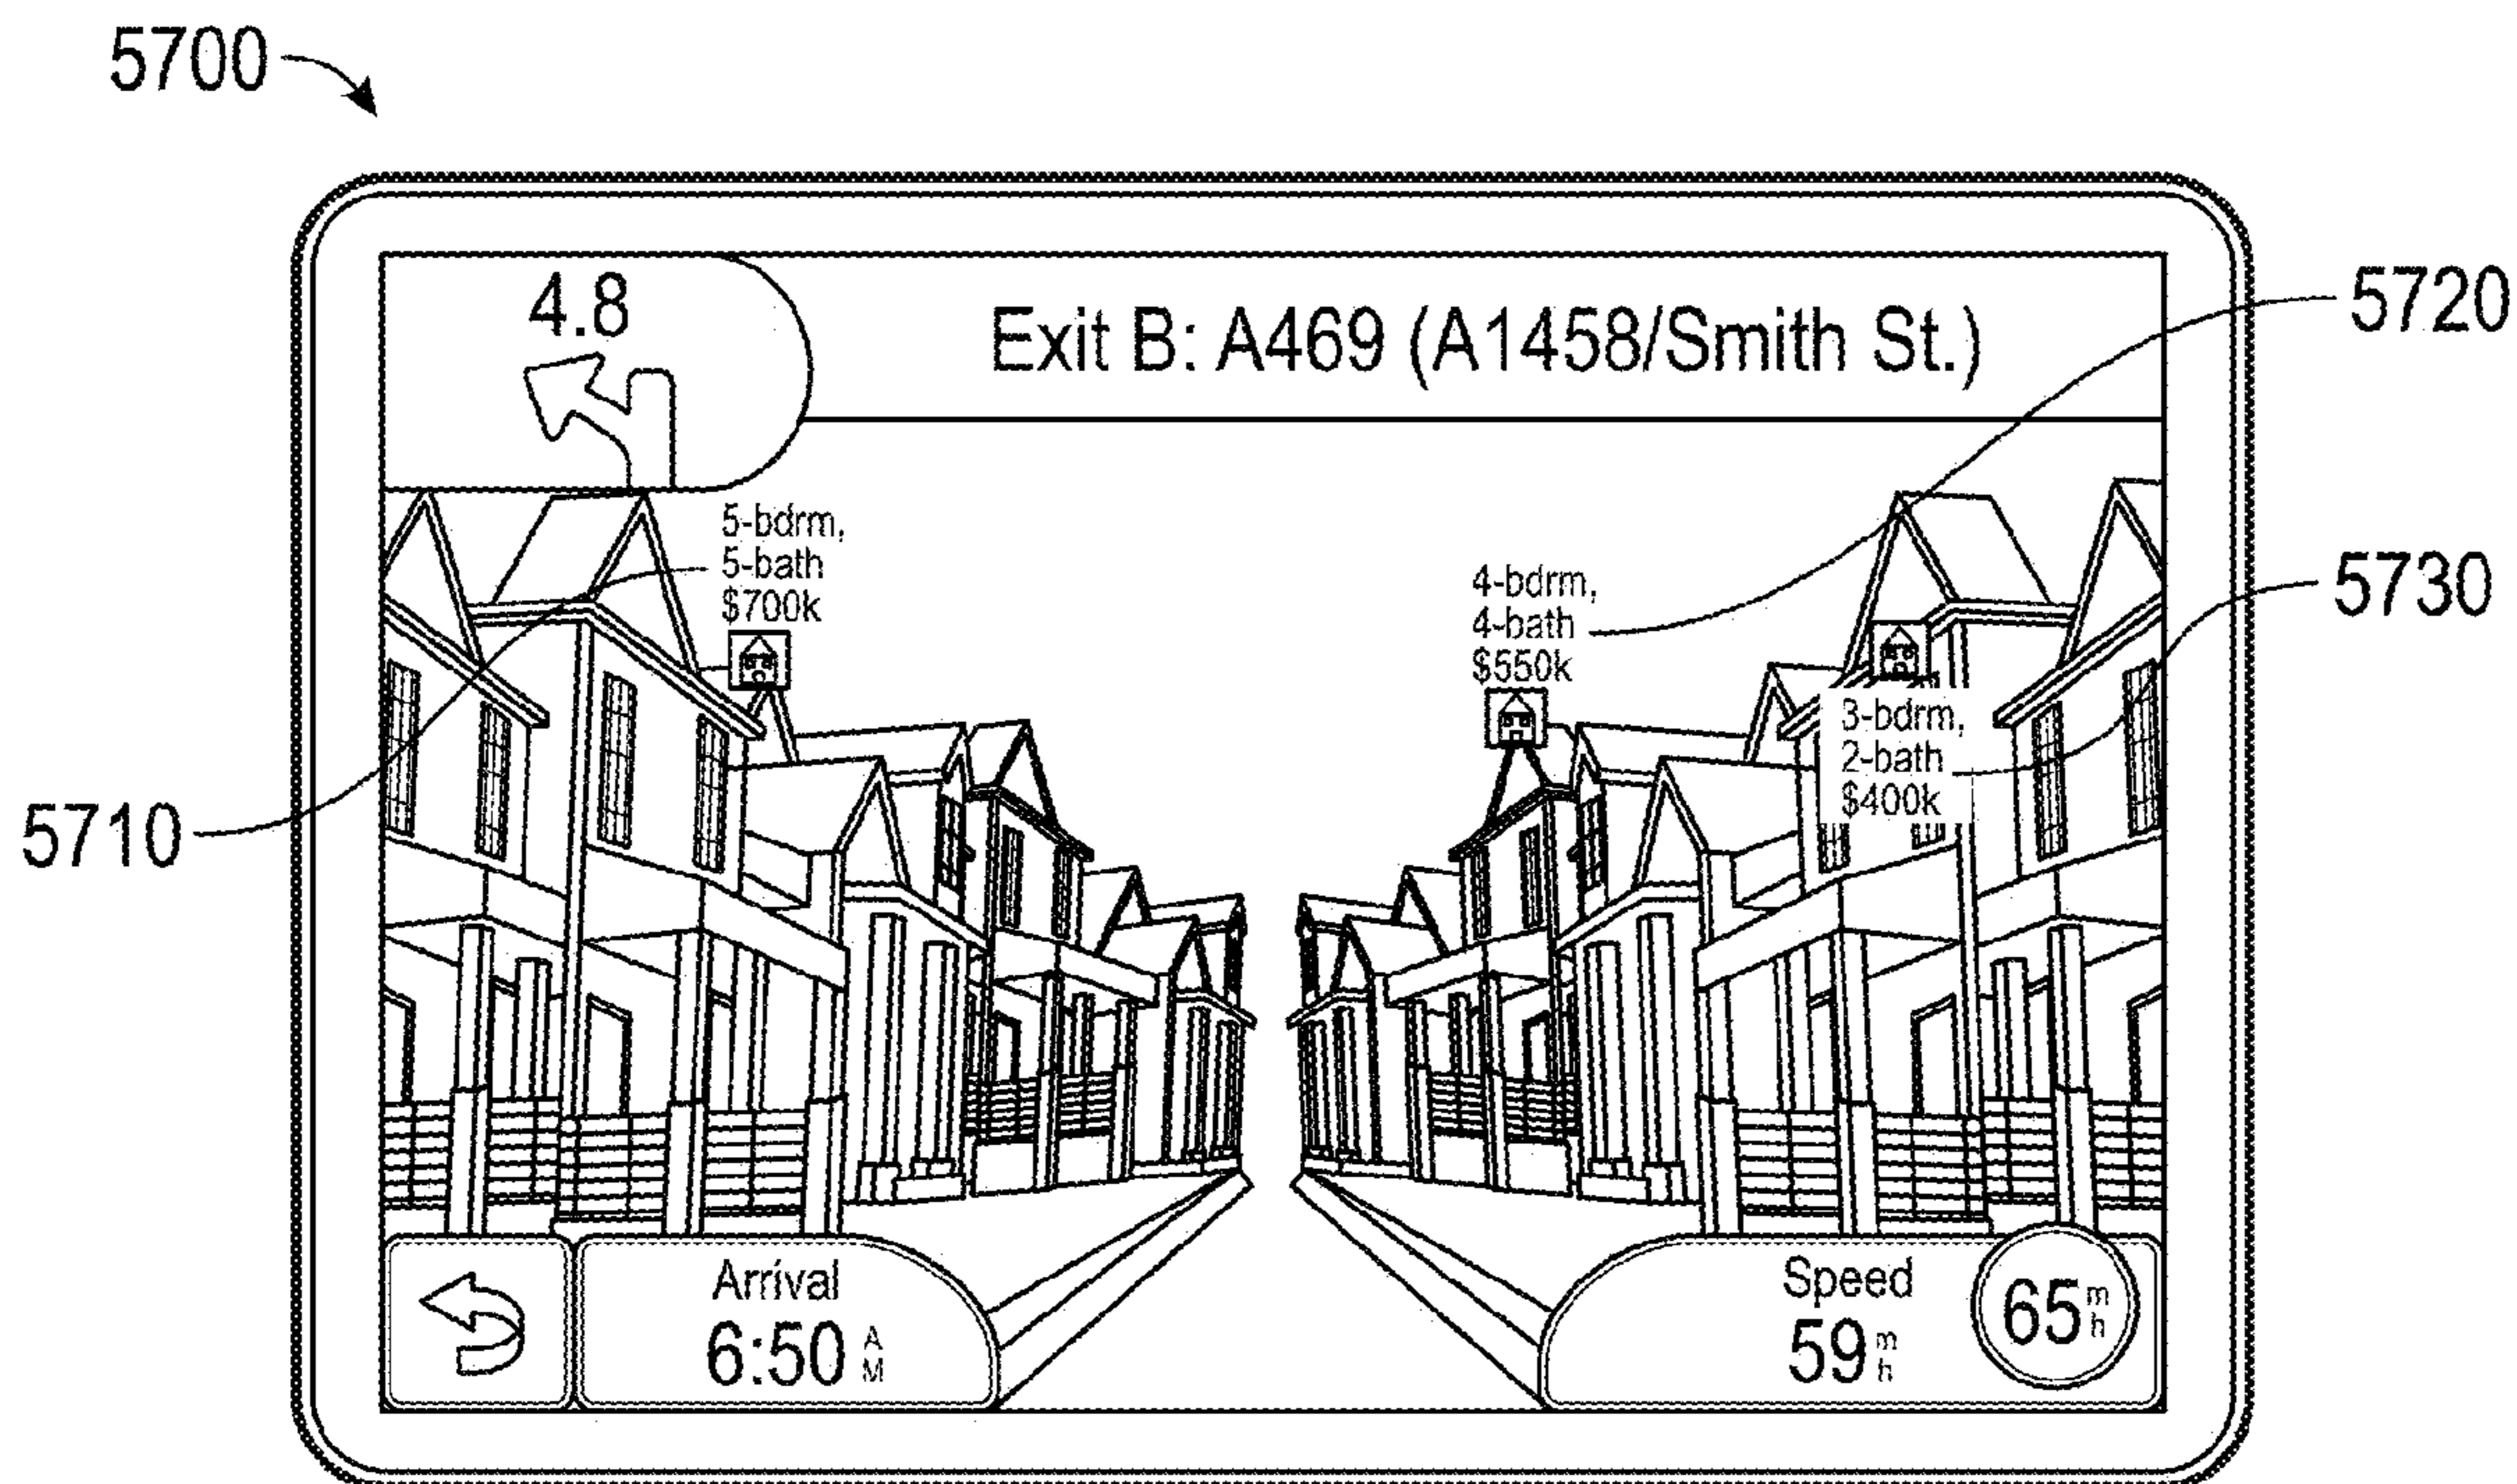 5700
4.8
Exit B: A469 (A1458/Smith St.)
5720
5-bdrm,
5-bath
$700k
4-bdrm,
4-bath
$550k
5730
3-bdrm,
2-bath
$400k
5710
Arrival
6:50 AM
Speed
59 mh
65 mh